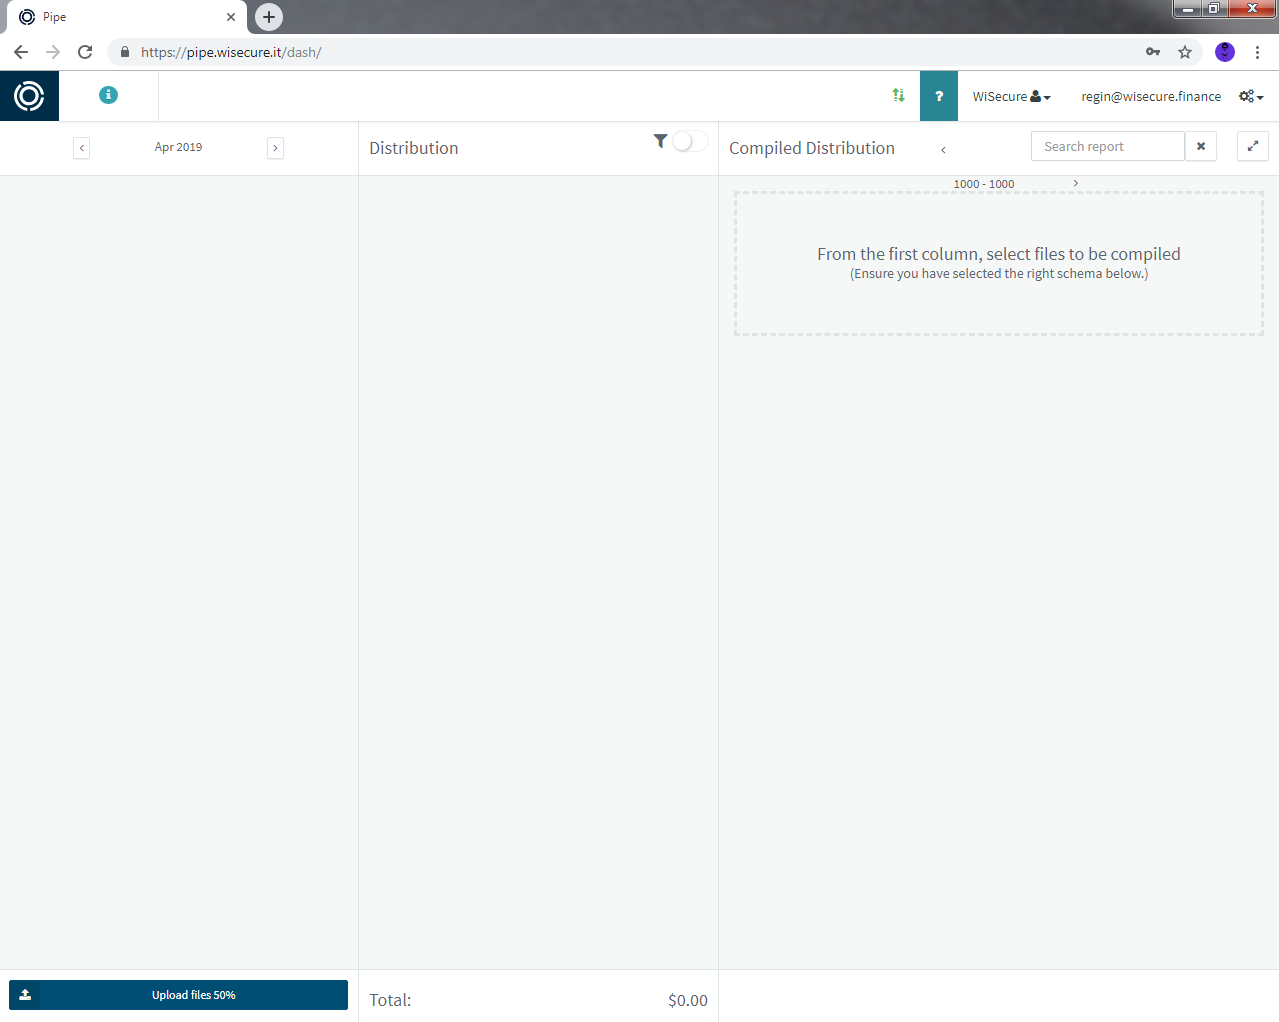 Pipe
https://pipe.wisecure.it/dash/
? WiSecure regin@wisecure.finance
Apr 2019
Distribution
Compiled Distribution
Search report
1000 - 1000
From the first column, select files to be compiled
(Ensure you have selected the right schema below.)
Upload files 50%
Total: $0.00